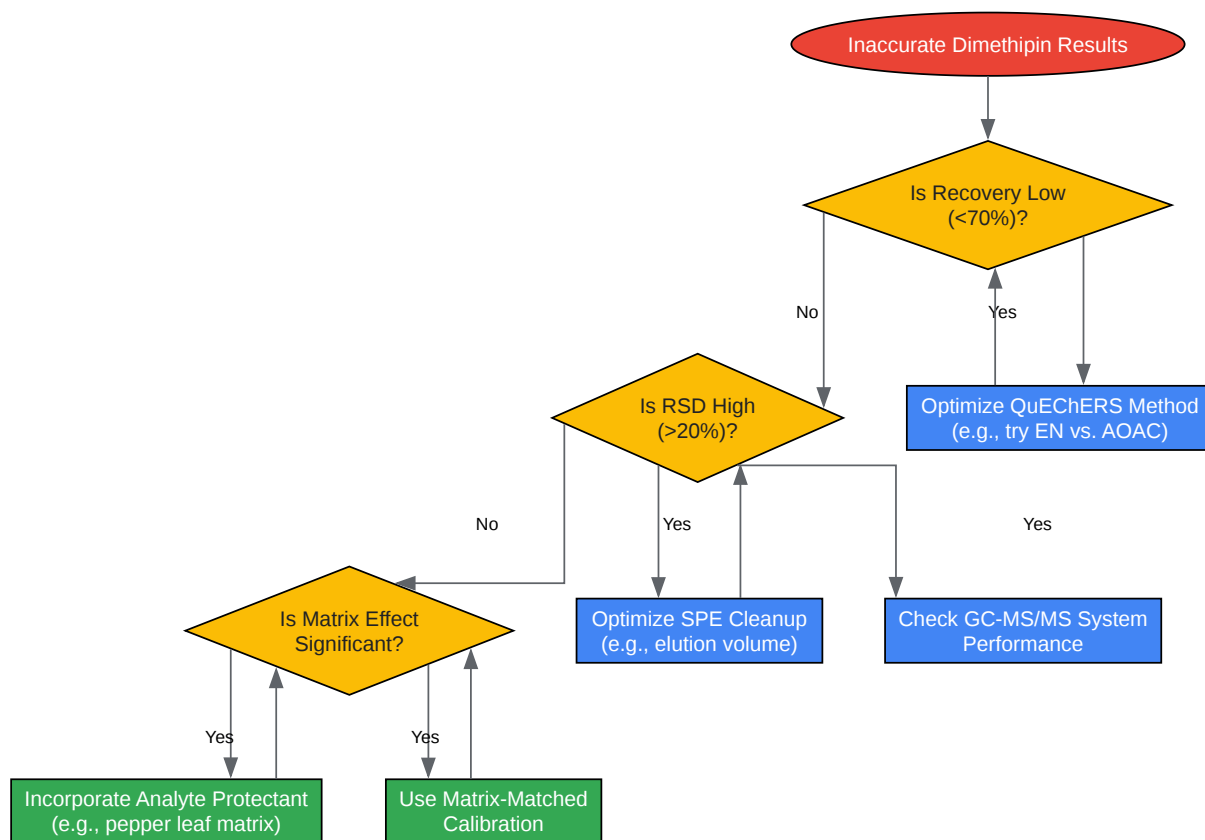 Inaccurate Dimethipin Results
Is Recovery Low
(<70%)?
No
Yes
Is RSD High
(>20%)?
Optimize QuEChERS Method
(e.g., try EN vs. AOAC)
No
Yes
Yes
Is Matrix Effect
Significant?
Optimize SPE Cleanup
(e.g., elution volume)
Check GC-MS/MS System
Performance
Yes
Yes
Incorporate Analyte Protectant
(e.g., pepper leaf matrix)
Use Matrix-Matched
Calibration